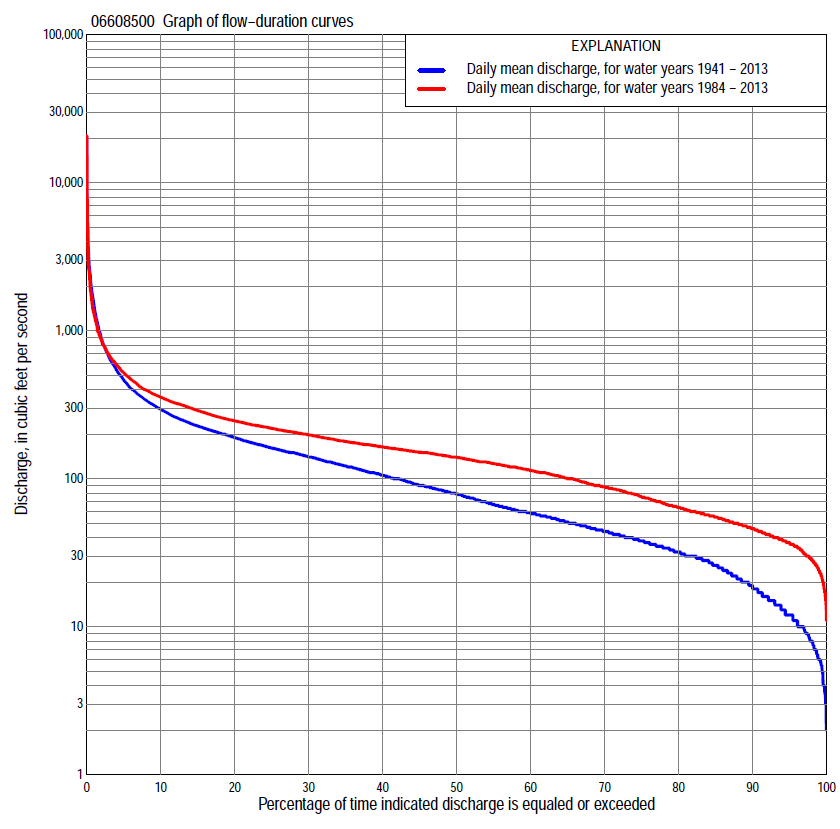 06608500 Graph of flow–duration curves
EXPLANATION
Daily mean discharge, for water years 1941 – 2013
Daily mean discharge, for water years 1984 – 2013
100,000
30,000
10,000
3,000
1,000
300
100
30
10
3
1
Discharge, in cubic feet per second
0 10 20 30 40 50 60 70 80 90 100
Percentage of time indicated discharge is equaled or exceeded